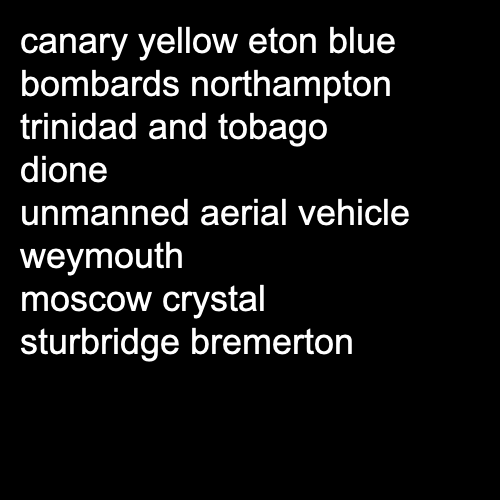 canary yellow eton blue
bombards northampton
trinidad and tobago
dione
unmanned aerial vehicle
weymouth
moscow crystal
sturbridge bremerton